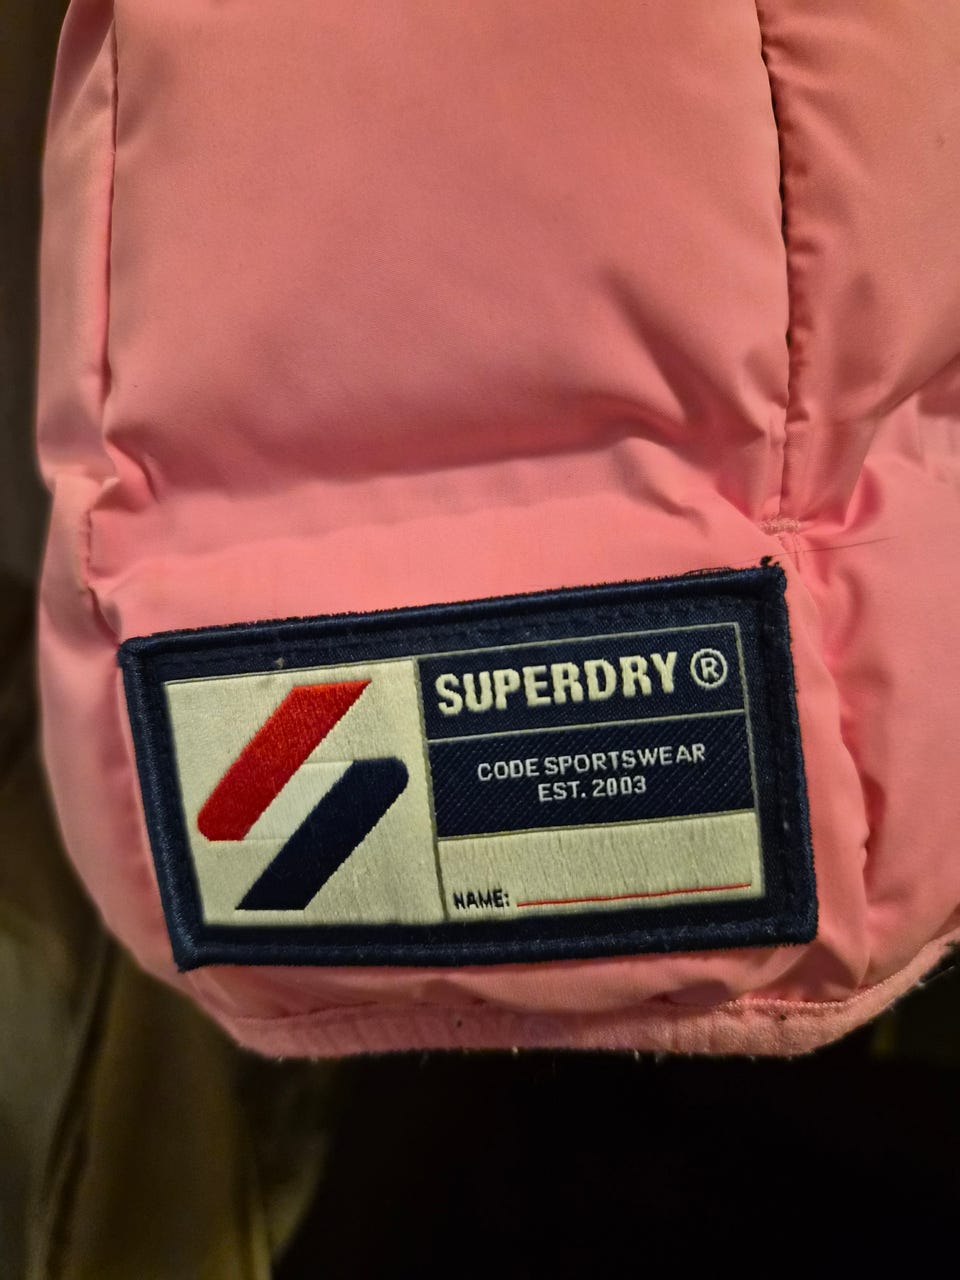 SUPERDRY®
CODE SPORTSWEAR
EST. 2003
NAME: